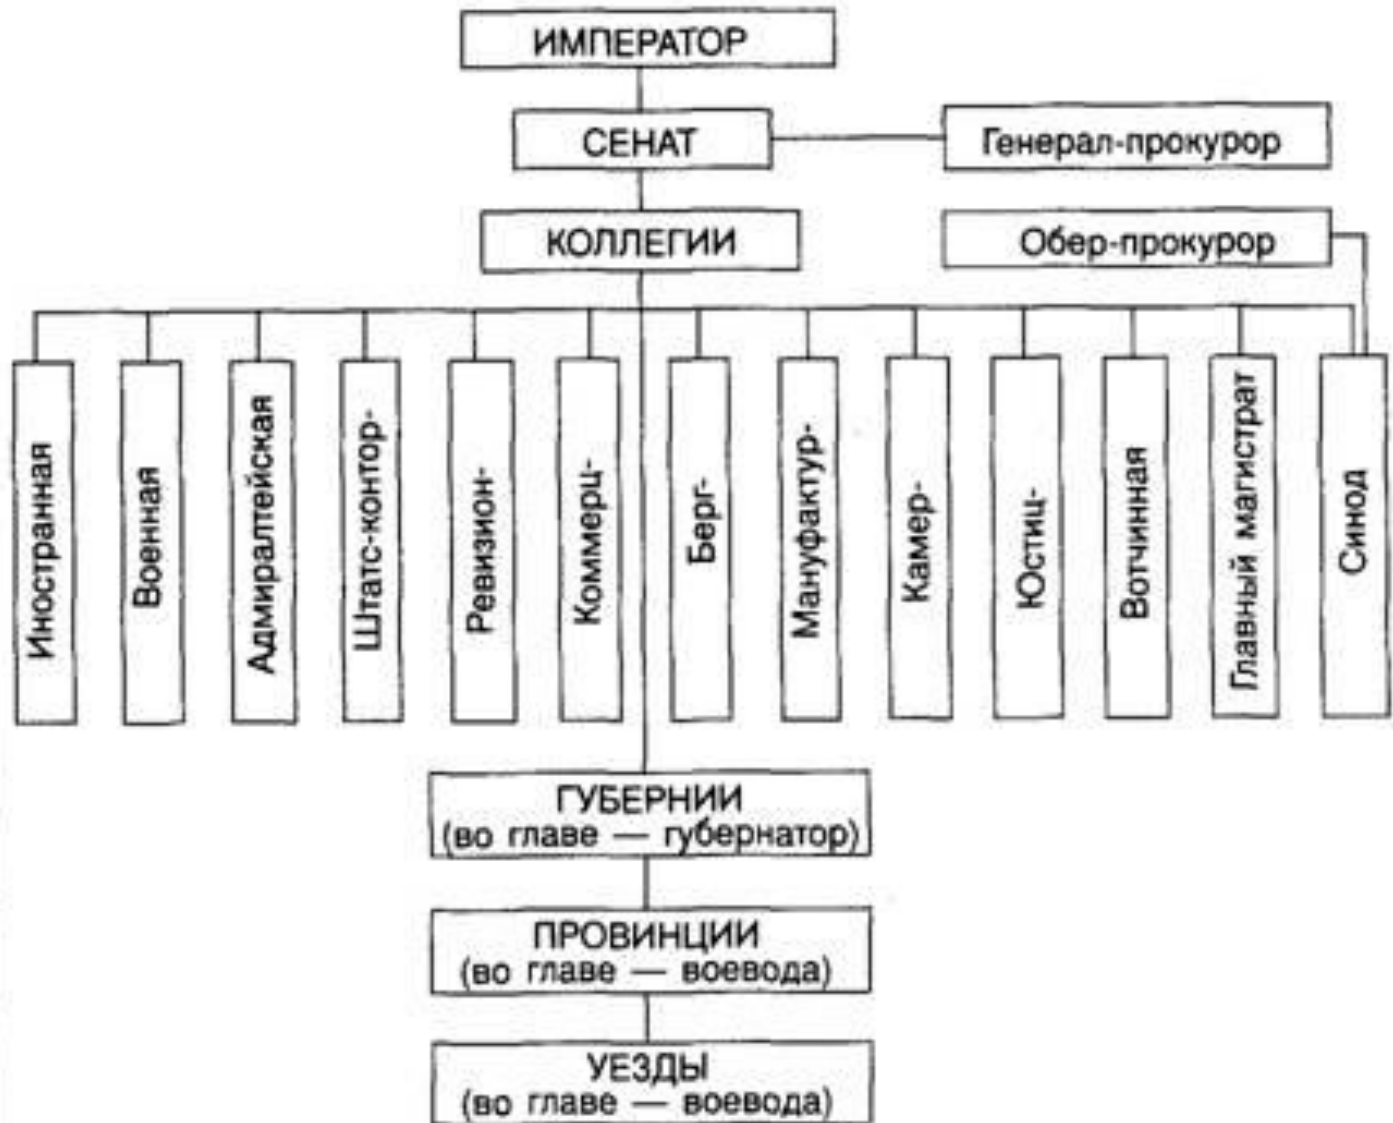 ИМПЕРАТОР
СЕНАТ
Генерал-прокурор
КОЛЛЕГИИ
Обер-прокурор
Иностранная
Военная
Адмиралтейская
Штатс-контор-
Ревизион-
Коммерц-
Берг-
Мануфактур-
Камер-
Юстиц-
Вотчинная
Главный магистрат
Синод
ГУБЕРНИИ
(во главе — губернатор)
ПРОВИНЦИИ
(во главе — воевода)
УЕЗДЫ
(во главе — воевода)